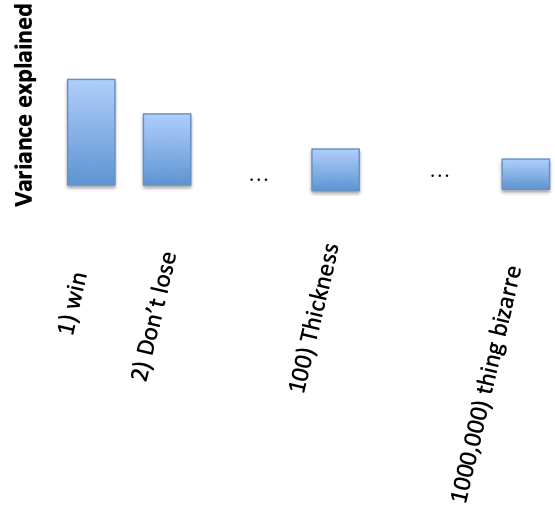 Variance explained
...
...
1) win
2) Don't lose
100) Thickness
1000,000) thing bizarre